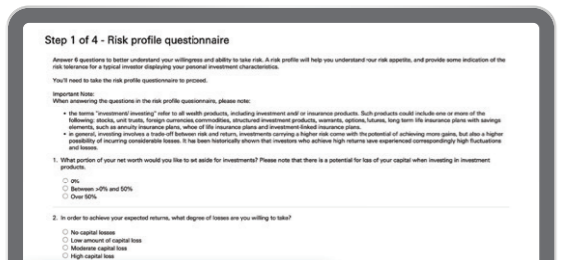 Step 1 of 4 - Risk profile questionnaire
Answer 6 questions to better understand your willingness and ability to take risk. A risk profile will help you understand rour risk appetite, and provide some indication of the
risk tolerance for a typical investor displaying your pesonal investment characteristics.
You'll need to take the risk profile questionnaire to proceed.
Important Note:
When answering the questions in the risk profile quesionnairs, please note:
• the terms "investment/ investing" refer to all wealth products, including investment and/ or insurance products. Such products could include one or more of the
following: stocks, unit trusts, foreign currencies, commodities, structured investment products, warrants, options, futures, long term life insurance plans with savings
elements, such as annuity insurance plans, whoe of life insurance plans and investment-linked insurance plans.
• in general, investing involves a trade-off between risk and return, investments carrying a higher risk come with the potential of achieving more gains, but also a higher
possibility of incurring considerable losses. It has been historically shown that investors who achieve high returns save experienced correspondingly high fluctuations
and losses.
1. What portion of your net worth would you like to set aside for investments? Please note that there is a potential for loss of your capital when investing in investment
products.
0%
Between >0% and 50%
Over 50%
2. In order to achieve your expected returns, what degree of losses are you willing to take?
No capital losses
Low amount of capital loss
Moderate capital loss
High capital loss